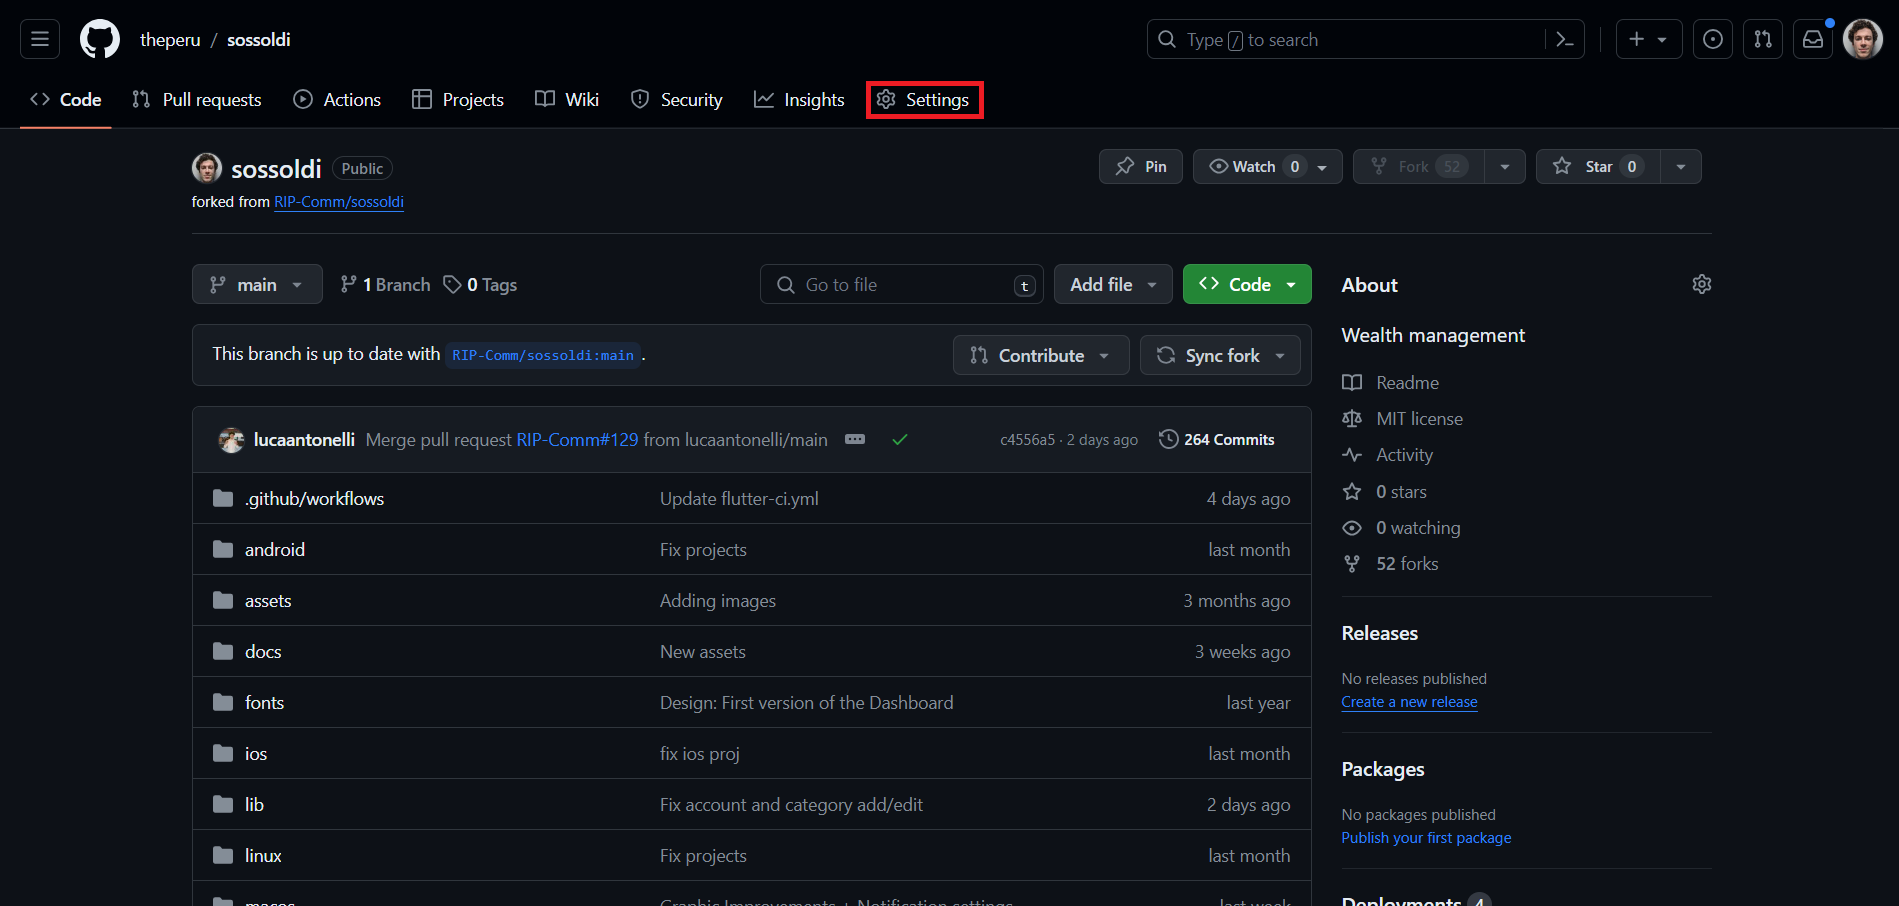 theperu / sossoldi
Type / to search
Code Pull requests Actions Projects Wiki Security Insights Settings
sossoldi Public
Pin Watch 0 Fork 52 Star 0
forked from RIP-Comm/sossoldi
main 1 Branch 0 Tags Go to file t Add file Code
About
Wealth management
This branch is up to date with RIP-Comm/sossoldi:main . Contribute Sync fork
Readme
MIT license
lucaantonelli Merge pull request RIP-Comm#129 from lucaantonelli/main c4556a5 · 2 days ago 264 Commits
Activity
0 stars
.github/workflows Update flutter-ci.yml 4 days ago
0 watching
android Fix projects last month
52 forks
assets Adding images 3 months ago
Releases
docs New assets 3 weeks ago
No releases published
Create a new release
fonts Design: First version of the Dashboard last year
ios fix ios proj last month
Packages
lib Fix account and category add/edit 2 days ago
No packages published
Publish your first package
linux Fix projects last month
macos Graphic Improvements + Notification settings last week
Deployments 4